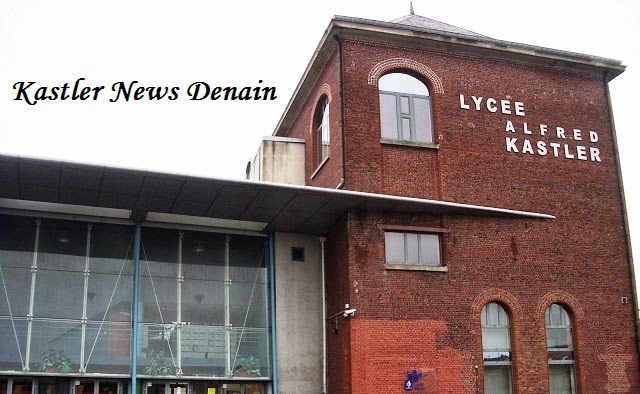 Kastler News Denain
LYCEE
ALFRED
KASTLER